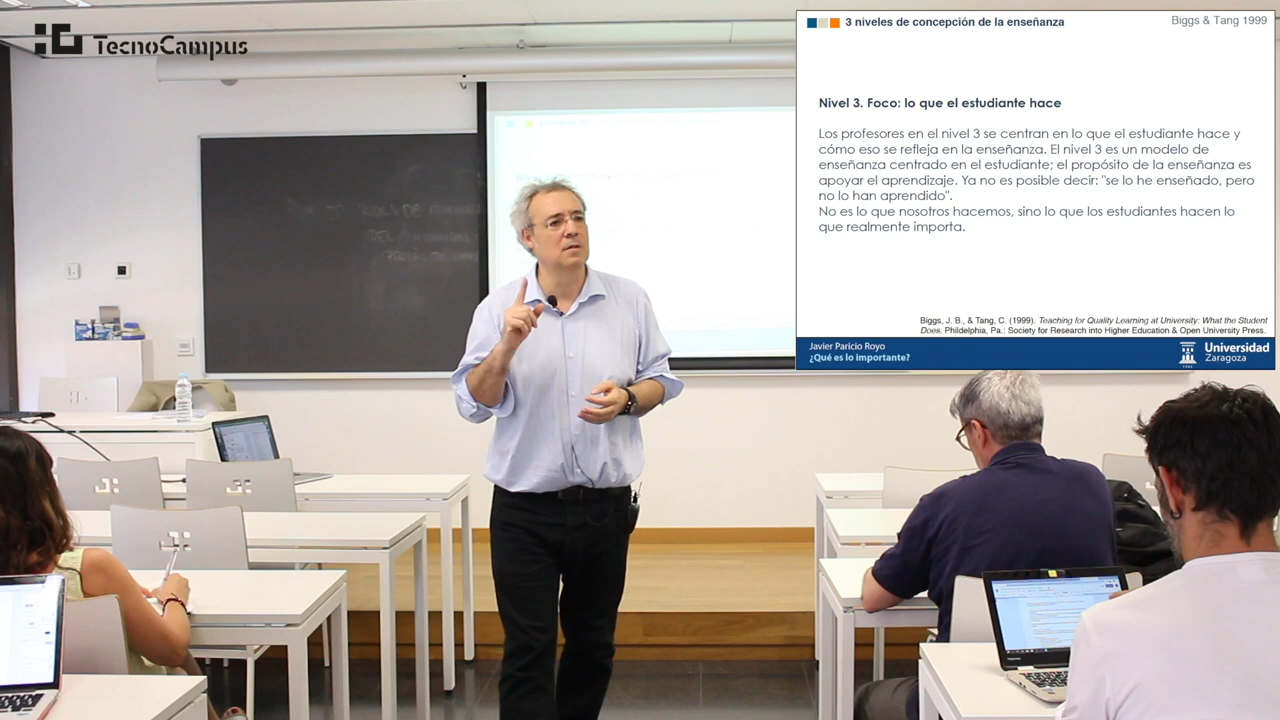 TecnoCampus
3 niveles de concepción de la enseñanza
Biggs & Tang 1999
Nivel 3. Foco: lo que el estudiante hace
Los profesores en el nivel 3 se centran en lo que el estudiante hace y
cómo eso se refleja en la enseñanza. El nivel 3 es un modelo de
enseñanza centrado en el estudiante; el propósito de la enseñanza es
apoyar el aprendizaje. Ya no es posible decir: "se lo he enseñado, pero
no lo han aprendido".
No es lo que nosotros hacemos, sino lo que los estudiantes hacen lo
que realmente importa.
Biggs, J. B., & Tang, C. (1999). Teaching for Quality Learning at University: What the Student
Does. Phildelphia, Pa.: Society for Research into Higher Education & Open University Press.
Javier Paricio Royo
¿Qué es lo importante?
Universidad
Zaragoza